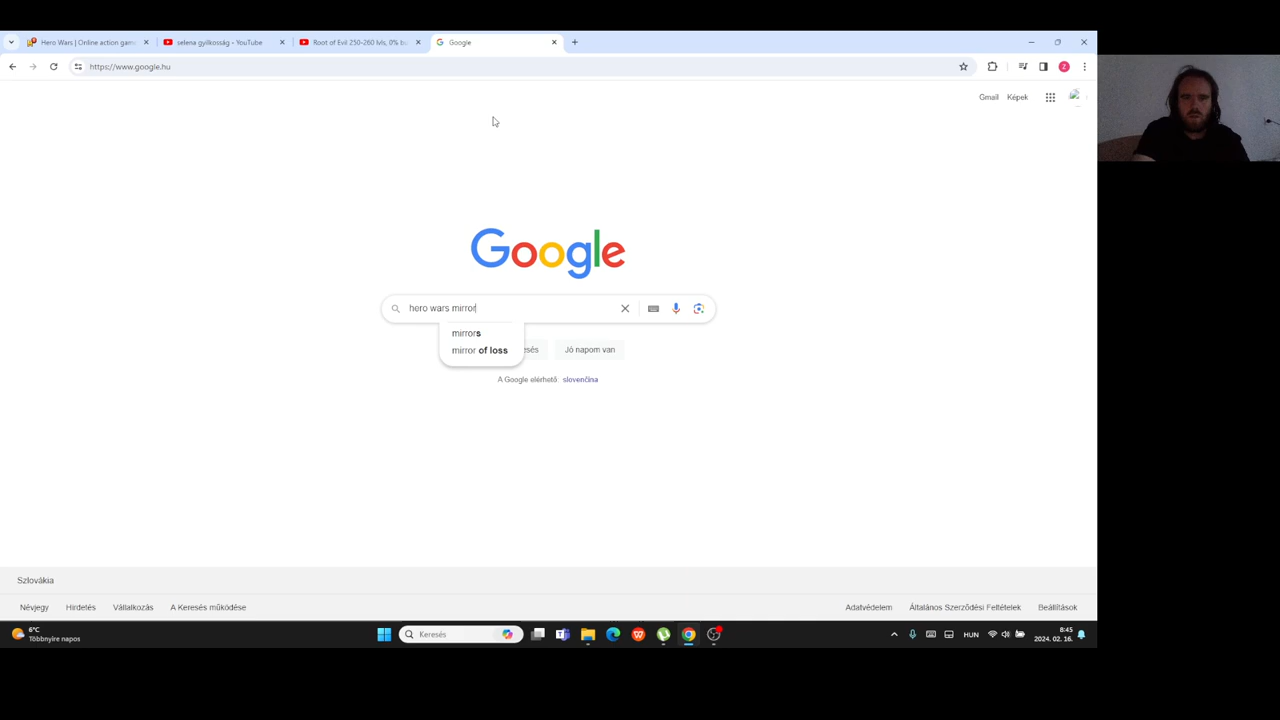 Hero Wars | Online action gam
selena gyilkosság - YouTube
Root of Evil 250-260 lvls, 0% bu
Google
https://www.google.hu
Z
Gmail
Képek
Google
hero wars mirror
mirrors
mirror of loss
esés
Jó napom van
A Google elérhető:
slovenčina
Szlovákia
Névjegy
Hirdetés
Vállalkozás
A Keresés működése
Adatvédelem
Általános Szerződési Feltételek
Beállítások
6°C
Többnyire napos
Keresés
HUN
8:45
2024. 02. 16.